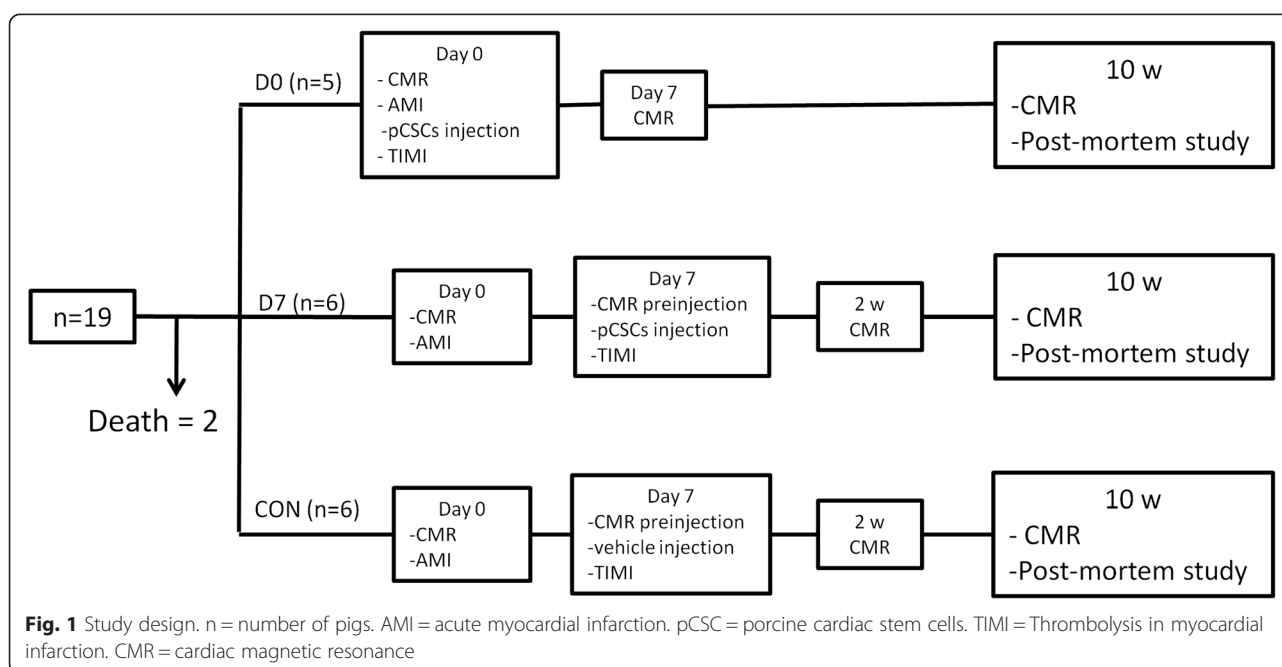 D0 (n=5)
Day 0
- CMR
- AMI
-pCSCs injection
- TIMI
Day 7
CMR
10 w
-CMR
-Post-mortem study
n=19
Death = 2
D7 (n=6)
Day 0
-CMR
-AMI
Day 7
-CMR preinjection
-pCSCs injection
-TIMI
2 w
CMR
10 w
- CMR
-Post-mortem study
CON (n=6)
Day 0
-CMR
-AMI
Day 7
-CMR preinjection
-vehicle injection
-TIMI
2 w
CMR
10 w
- CMR
-Post-mortem study
Fig. 1 Study design. n = number of pigs. AMI = acute myocardial infarction. pCSC = porcine cardiac stem cells. TIMI = Thrombolysis in myocardial
infarction. CMR = cardiac magnetic resonance